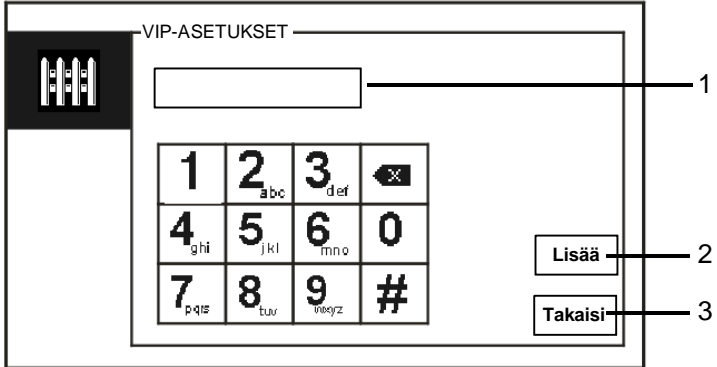 VIP-ASETUKSET
1
1 2abc 3def X
4ghi 5jkl 6mno 0
Lisää 2
7pqrs 8tuv 9wxyz #
Takaisi 3